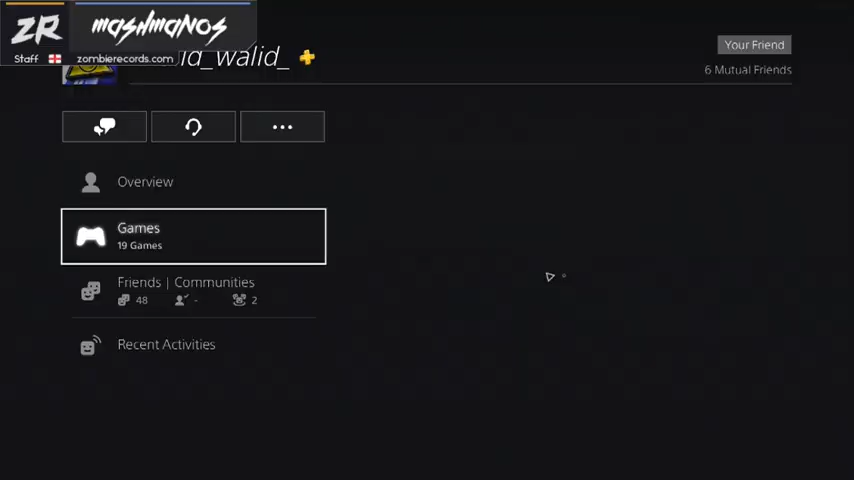 ZR mashmanos
Staff zombierecords.com
ld_walid_
Your Friend
6 Mutual Friends
Overview
Games
19 Games
Friends | Communities
48 - 2
Recent Activities